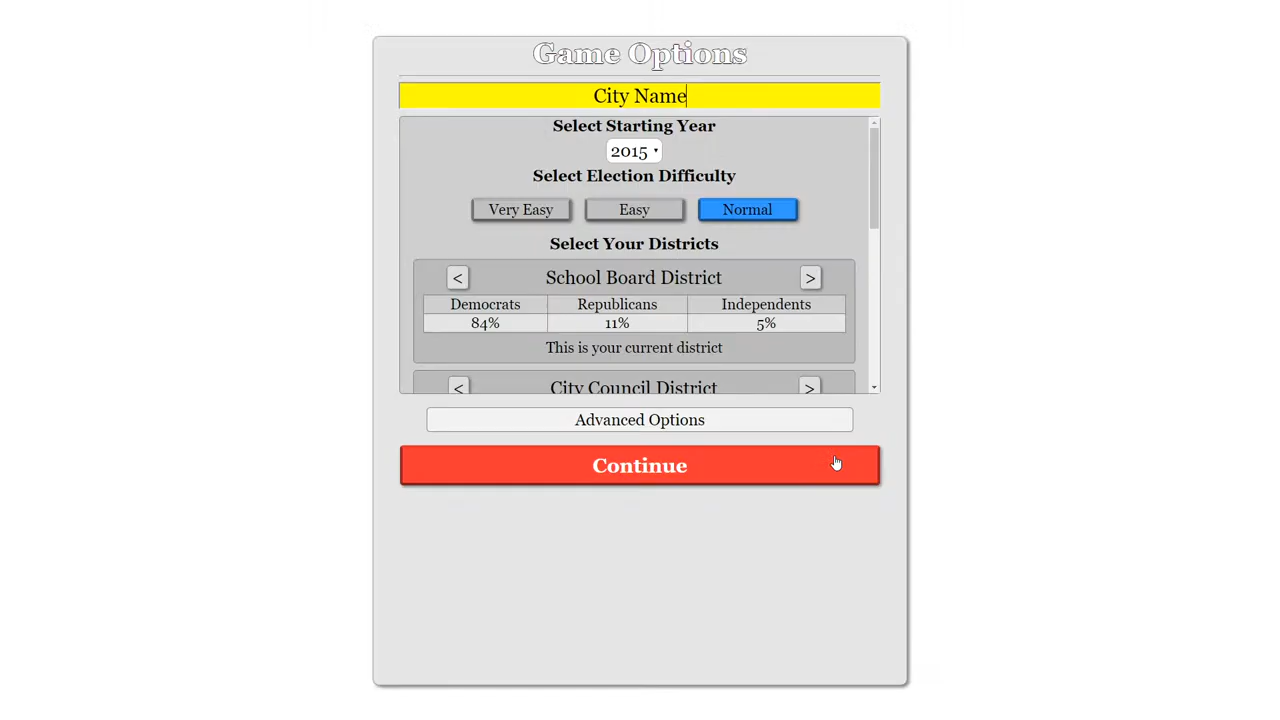 Game Options
City Name
Select Starting Year
2015
Select Election Difficulty
Very Easy Easy Normal
Select Your Districts
< School Board District >
Democrats Republicans Independents
84% 11% 5%
This is your current district
< City Council District >
Advanced Options
Continue